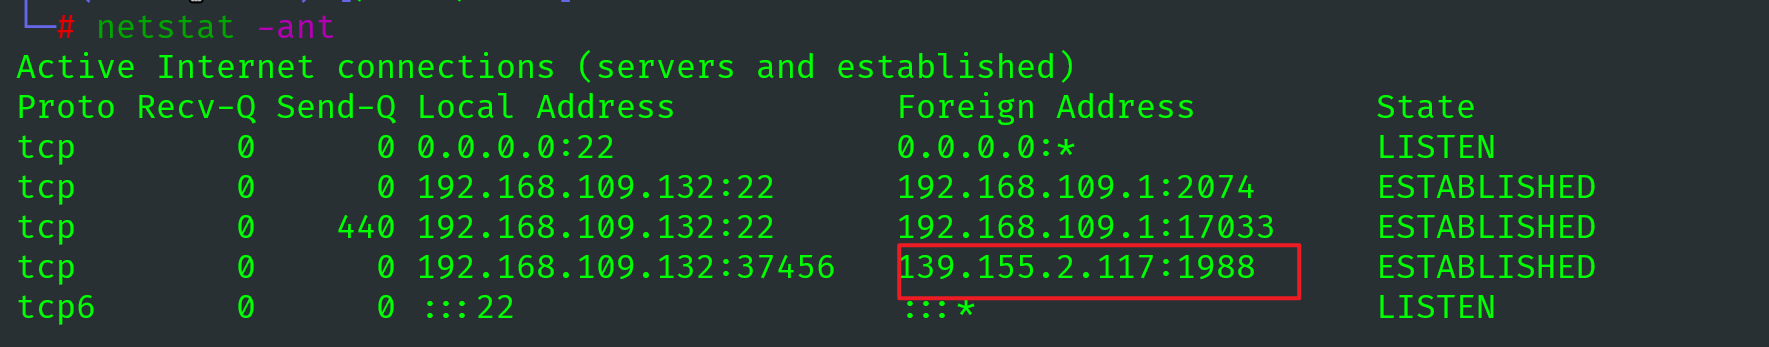 └─# netstat -ant
Active Internet connections (servers and established)
Proto Recv-Q Send-Q Local Address           Foreign Address         State
tcp        0      0 0.0.0.0:22              0.0.0.0:*               LISTEN
tcp        0      0 192.168.109.132:22      192.168.109.1:2074      ESTABLISHED
tcp        0    440 192.168.109.132:22      192.168.109.1:17033     ESTABLISHED
tcp        0      0 192.168.109.132:37456   139.155.2.117:1988      ESTABLISHED
tcp6       0      0 :::22                   :::*                    LISTEN